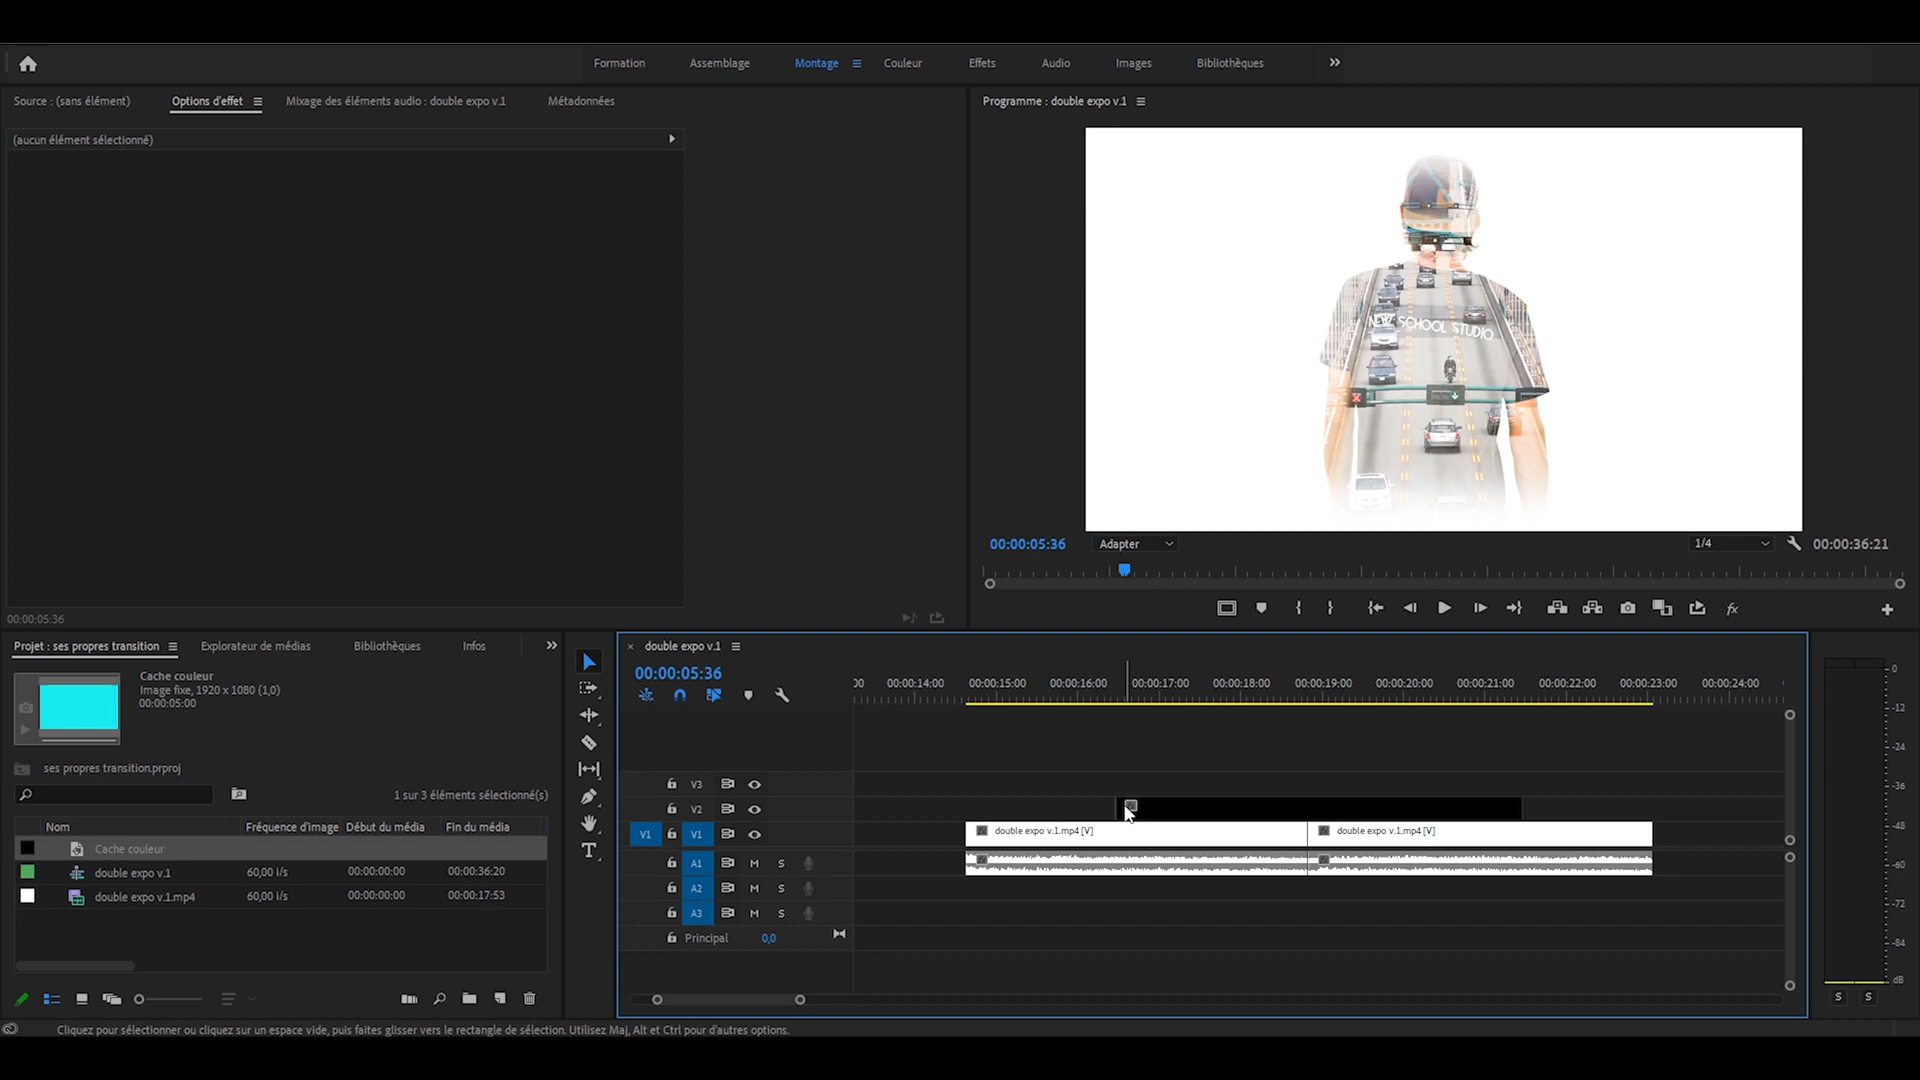 Formation
Assemblage
Montage
Couleur
Effets
Audio
Images
Bibliothèques
Source : (sans élément)
Options d'effet
Mixage des éléments audio : double expo v.1
Métadonnées
Programme : double expo v.1
(aucun élément sélectionné)
NEW SCHOOL STUDIO
00:00:05:36
Adapter
1/4
00:00:36:21
00:00:05:36
Projet : ses propres transition
Explorateur de médias
Bibliothèques
Infos
Cache couleur
Image fixe, 1920 x 1080 (1,0)
00:00:05:00
ses propres transition.prproj
1 sur 3 éléments sélectionné(s)
Nom
Fréquence d'image
Début du média
Fin du média
Cache couleur
double expo v.1
60,00 i/s
00:00:00:00
00:00:36:20
double expo v.1.mp4
60,00 i/s
00:00:00:00
00:00:17:53
× double expo v.1
00:00:05:36
00
00:00:14:00
00:00:15:00
00:00:16:00
00:00:17:00
00:00:18:00
00:00:19:00
00:00:20:00
00:00:21:00
00:00:22:00
00:00:23:00
00:00:24:00
V3
V2
V1
V1
double expo v.1.mp4 [V]
double expo v.1.mp4 [V]
A1
M
S
A2
M
S
A3
M
S
Principal
0,0
0
-12
-24
-36
-48
-60
-72
-84
dB
S
S
Cliquez pour sélectionner ou cliquez sur un espace vide, puis faites glisser vers le rectangle de sélection. Utilisez Maj, Alt et Ctrl pour d'autres options.